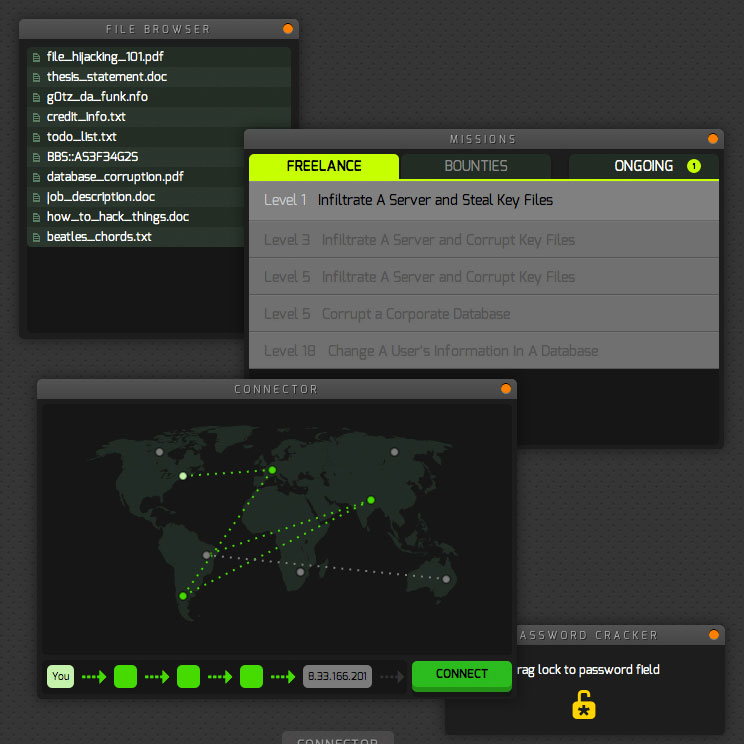 FILE BROWSER
file_hijacking_101.pdf
thesis_statement.doc
g0tz_da_funk.nfo
credit_info.txt
todo_list.txt
BBS::AS3F34G2S
database_corruption.pdf
job_description.doc
how_to_hack_things.doc
beatles_chords.txt
MISSIONS
FREELANCE BOUNTIES ONGOING 1
Level 1 Infiltrate A Server and Steal Key Files
Level 3 Infiltrate A Server and Corrupt Key Files
Level 5 Infiltrate A Server and Corrupt Key Files
Level 5 Corrupt a Corporate Database
Level 18 Change A User's Information In A Database
CONNECTOR
You 8.33.166.201 CONNECT
ASSWORD CRACKER
rag lock to password field
*
CONNECTOR